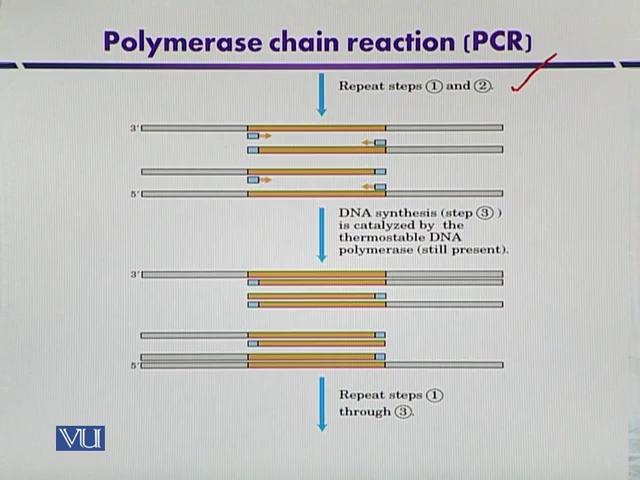 Polymerase chain reaction (PCR)
Repeat steps ① and ②.
3′
5′
DNA synthesis (step ③)
is catalyzed by the
thermostable DNA
polymerase (still present).
3′
5′
Repeat steps ①
through ③.
VU